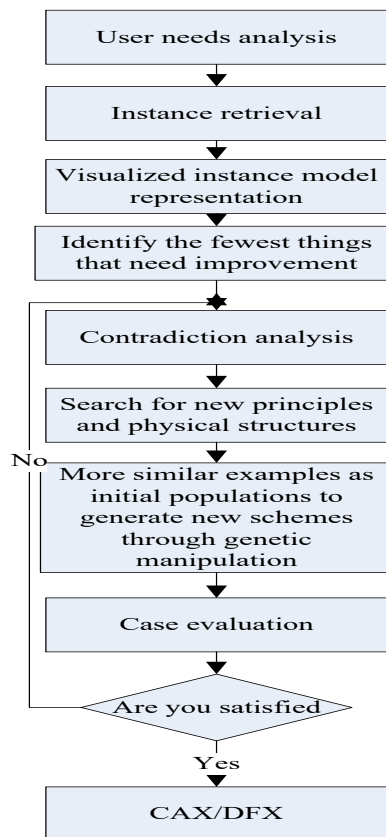 User needs analysis
Instance retrieval
Visualized instance model
representation
Identify the fewest things
that need improvement
Contradiction analysis
Search for new principles
and physical structures
No
More similar examples as
initial populations to
generate new schemes
through genetic
manipulation
Case evaluation
Are you satisfied
Yes
CAX/DFX